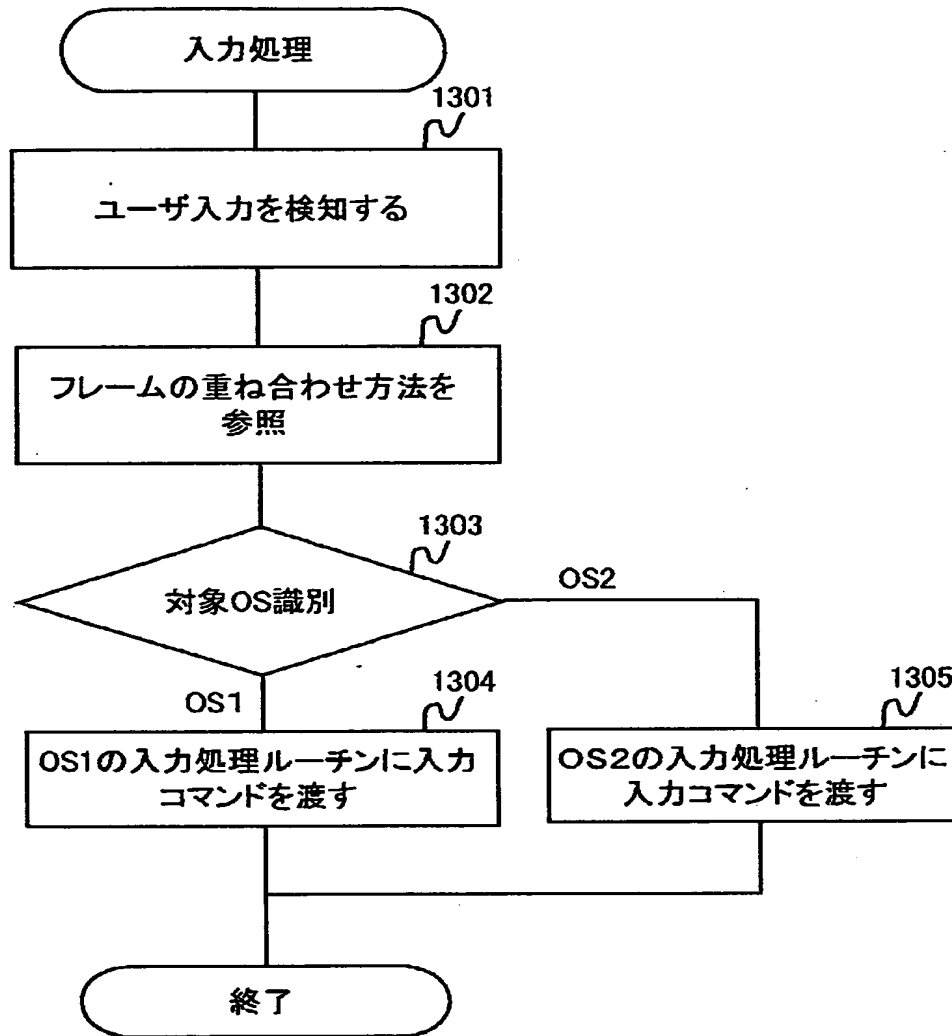 入力処理
1301
ユーザ入力を検知する
1302
フレームの重ね合わせ方法を
参照
1303
対象OS識別
OS2
OS1
1304
OS1の入力処理ルーチンに入力
コマンドを渡す
1305
OS2の入力処理ルーチンに
入力コマンドを渡す
終了